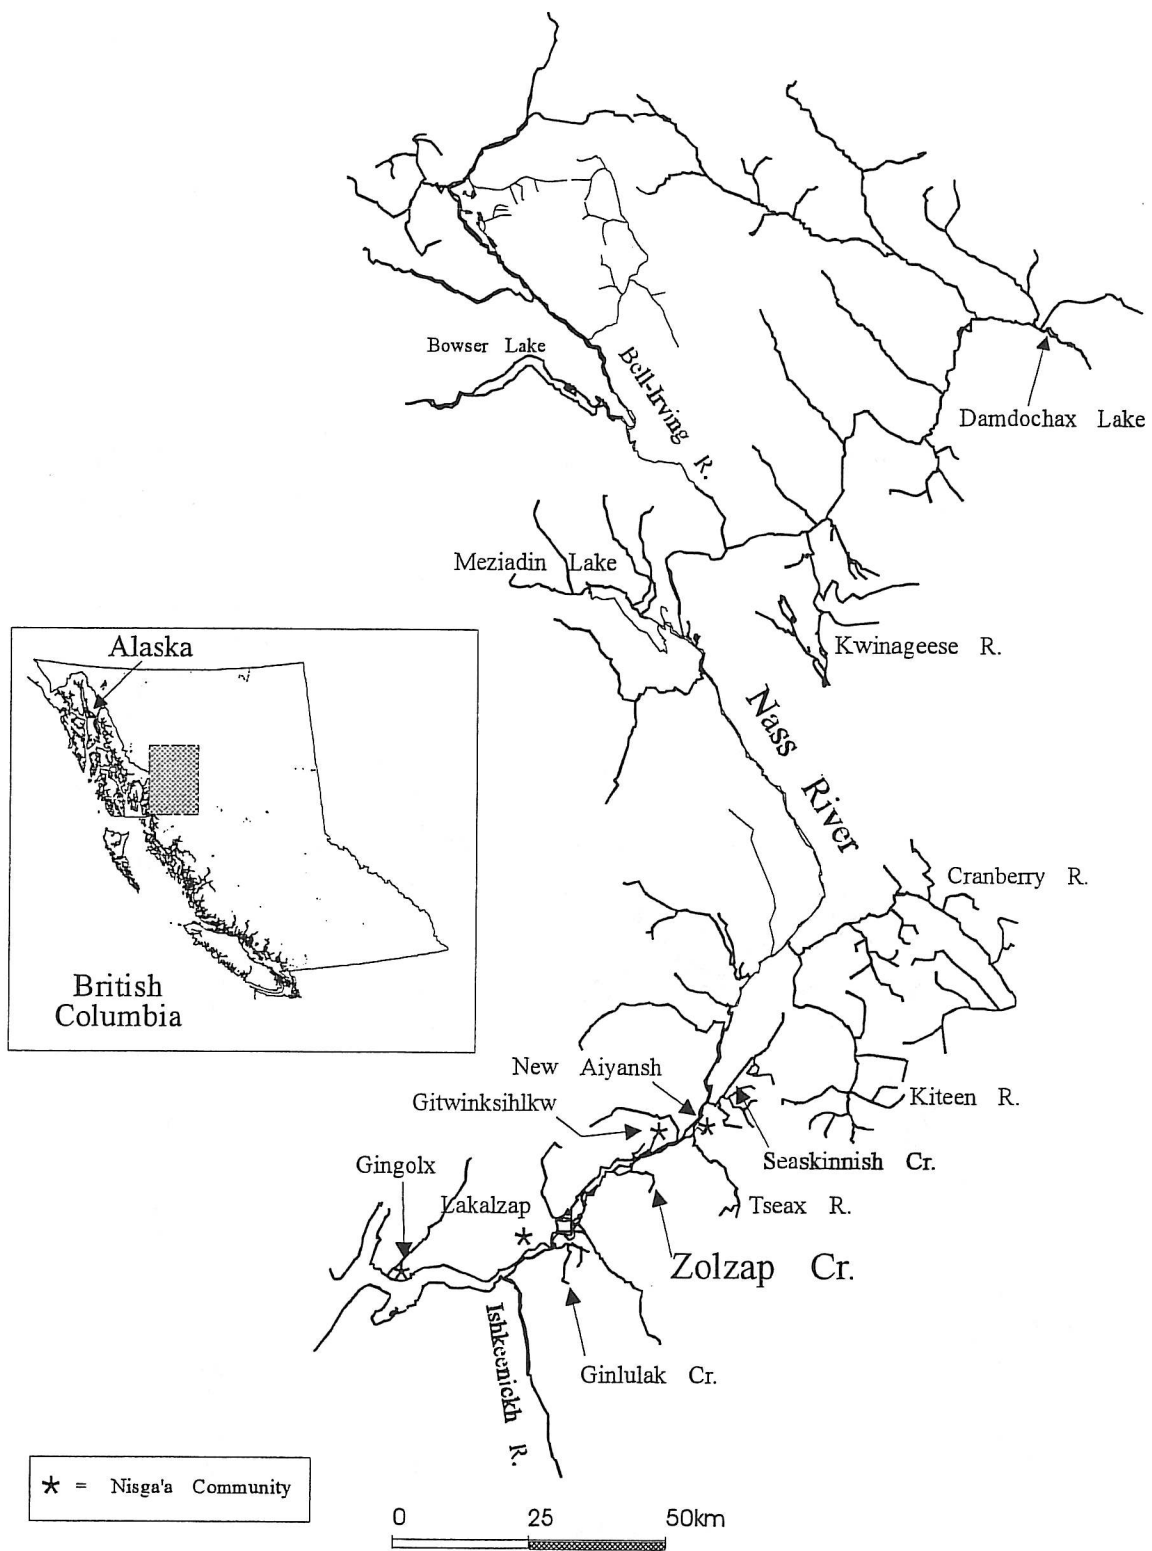 Bowser Lake
Bell-Irving R.
Damdochax Lake
Meziadin Lake
Kwinageese R.
Alaska
Nass River
Cranberry R.
British
Columbia
New Aiyansh
Gitwinksihlkw
Kiteen R.
Gingolx
Seaskinnish Cr.
Lakalzap
Tseax R.
Zolzap Cr.
Ishkeenickh R.
Ginlulak Cr.
* = Nisga'a Community
0 25 50km